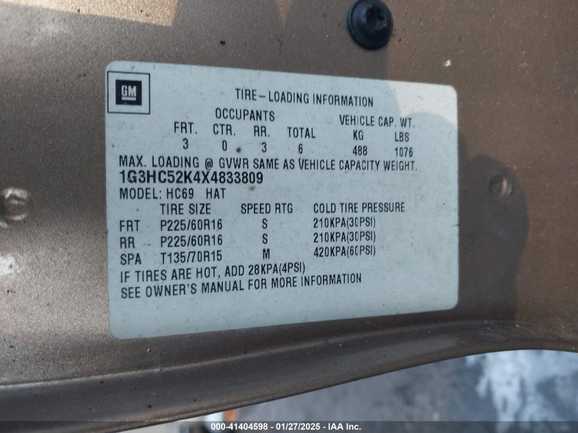 GM
TIRE-LOADING INFORMATION
OCCUPANTS VEHICLE CAP. WT.
FRT. CTR. RR. TOTAL KG LBS
3 0 3 6 488 1076
MAX. LOADING @ GVWR SAME AS VEHICLE CAPACITY WEIGHT.
1G3HC52K4X4833809
MODEL: HC69 HAT
TIRE SIZE SPEED RTG COLD TIRE PRESSURE
FRT P225/60R16 S 210KPA(30PSI)
RR P225/60R16 S 210KPA(30PSI)
SPA T135/70R15 M 420KPA(60PSI)
IF TIRES ARE HOT, ADD 28KPA(4PSI)
SEE OWNER'S MANUAL FOR MORE INFORMATION
000-41404598 - 01/27/2025 - IAA Inc.